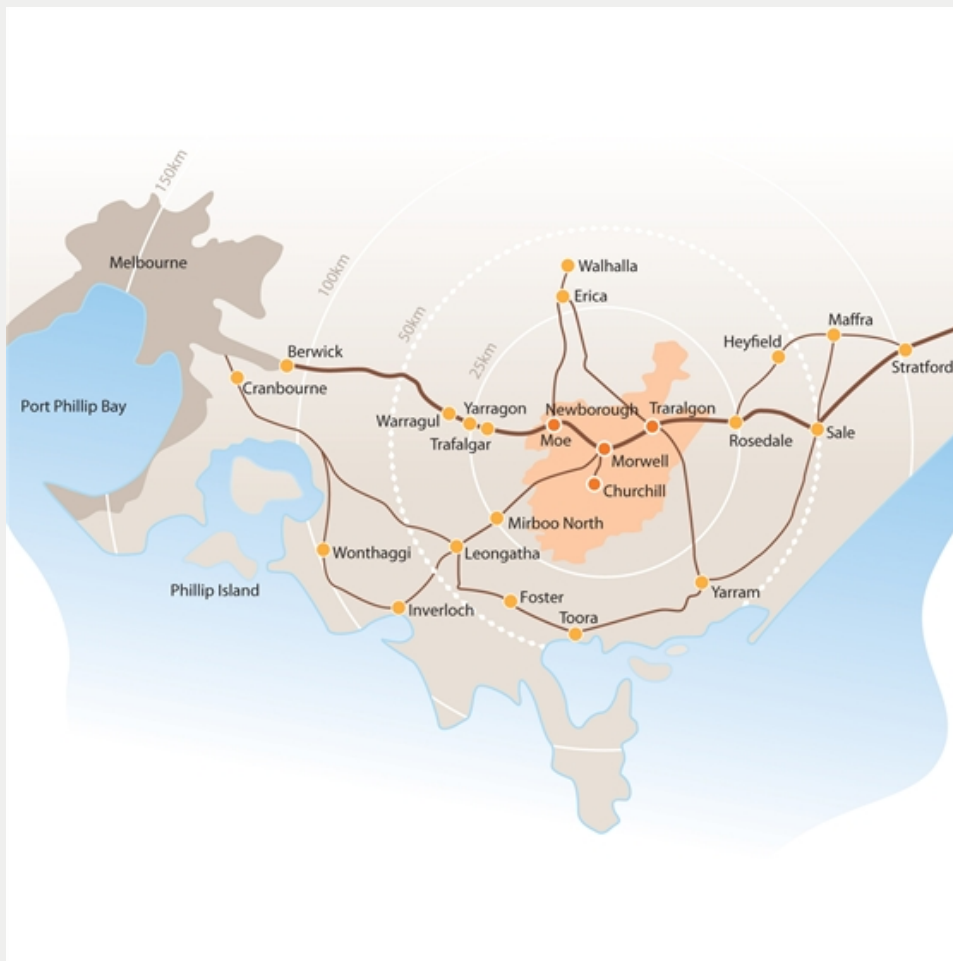 150km
Melbourne
100km
Walhalla
Erica
50km
Maffra
Heyfield
25km
Berwick
Stratford
Cranbourne
Port Phillip Bay
Warragul
Yarragon
Trafalgar
Newborough
Moe
Traralgon
Rosedale
Sale
Morwell
Churchill
Mirboo North
Wonthaggi
Leongatha
Phillip Island
Inverloch
Foster
Toora
Yarram